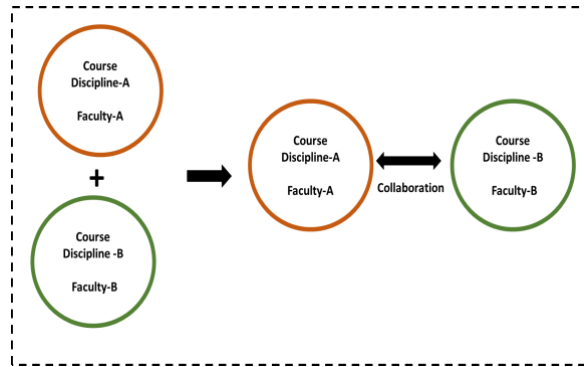 Course
Discipline-A
Faculty-A
+
Course
Discipline -B
Faculty-B
Course
Discipline-A
Faculty-A
Collaboration
Course
Discipline -B
Faculty-B